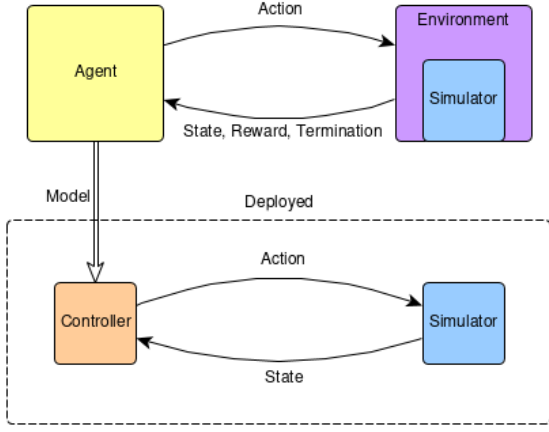 Action
Environment
Agent
Simulator
State, Reward, Termination
Model
Deployed
Action
Controller
Simulator
State